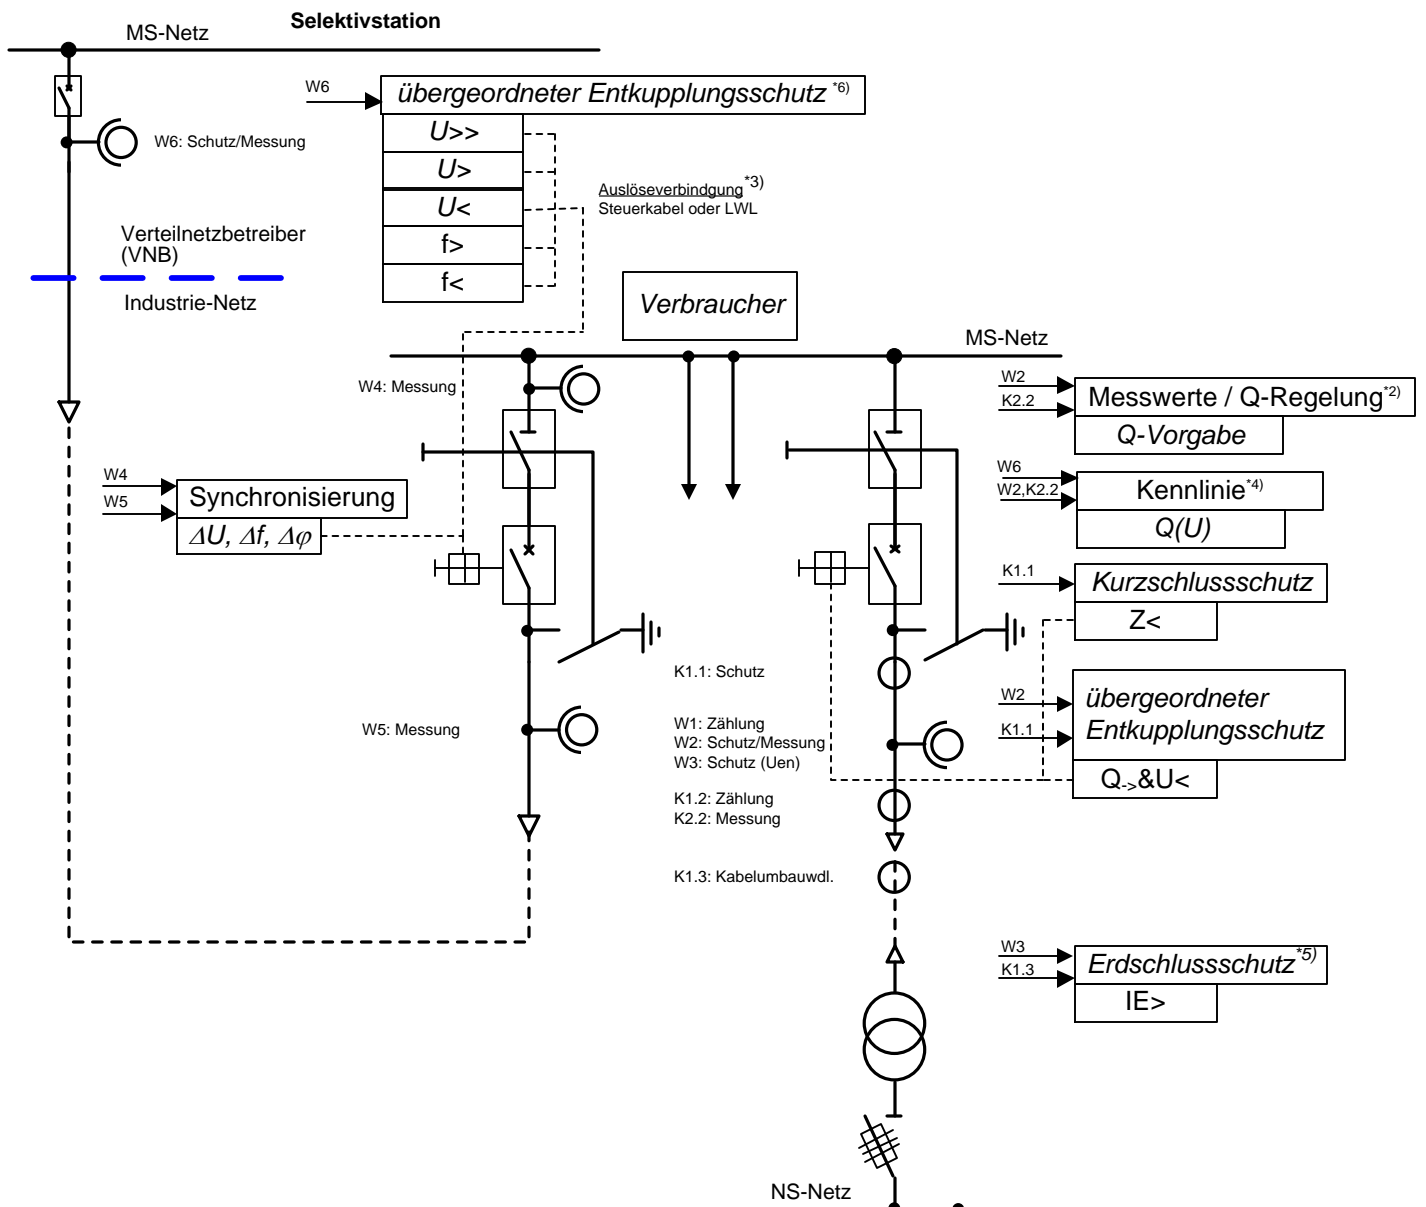 Selektivstation
MS-Netz
W6
übergeordneter Entkupplungsschutz *6)
U>>
U>
U<
f>
f<
W6: Schutz/Messung
Auslöseverbindgung *3)
Steuerkabel oder LWL
Verteilnetzbetreiber
(VNB)
Industrie-Netz
Verbraucher
MS-Netz
W4: Messung
W2
K2.2
Messwerte / Q-Regelung *2)
Q-Vorgabe
W4
W5
Synchronisierung
ΔU, Δf, Δφ
W6
W2,K2.2
Kennlinie *4)
Q(U)
K1.1
Kurzschlussschutz
Z<
K1.1: Schutz
W5: Messung
W1: Zählung
W2: Schutz/Messung
W3: Schutz (Uen)
K1.2: Zählung
K2.2: Messung
W2
K1.1
übergeordneter
Entkupplungsschutz
Q->&U<
K1.3: Kabelumbauwdl.
W3
K1.3
Erdschlussschutz *5)
IE>
NS-Netz